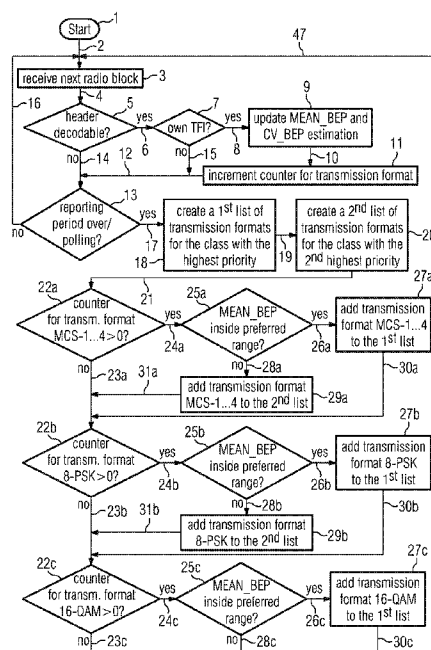 Start
1
2
47
receive next radio block
3
16
4
5
7
9
header
decodable?
yes
6
own TFI?
yes
8
update MEAN_BEP and
CV_BEP estimation
no
14
12
no
15
10
11
increment counter for transmission format
13
reporting
period over/
polling?
no
yes
17
create a 1st list of
transmission formats
for the class with the
highest priority
18
19
create a 2nd list of
transmission formats
for the class with the
2nd highest priority
21
22a
counter
for transm. format
MCS-1...4>0?
yes
24a
25a
MEAN_BEP
inside preferred
range?
yes
26a
27a
add transmission
format MCS-1...4
to the 1st list
no
23a
31a
no
28a
add transmission format
MCS-1...4 to the 2nd list
29a
30a
22b
counter
for transm. format
8-PSK>0?
yes
24b
25b
MEAN_BEP
inside preferred
range?
yes
26b
27b
add transmission
format 8-PSK to
the 1st list
no
23b
31b
no
28b
add transmission format
8-PSK to the 2nd list
29b
30b
22c
counter
for transm. format
16-QAM>0?
yes
24c
25c
MEAN_BEP
inside preferred
range?
yes
26c
27c
add transmission
format 16-QAM
to the 1st list
no
23c
no
28c
30c